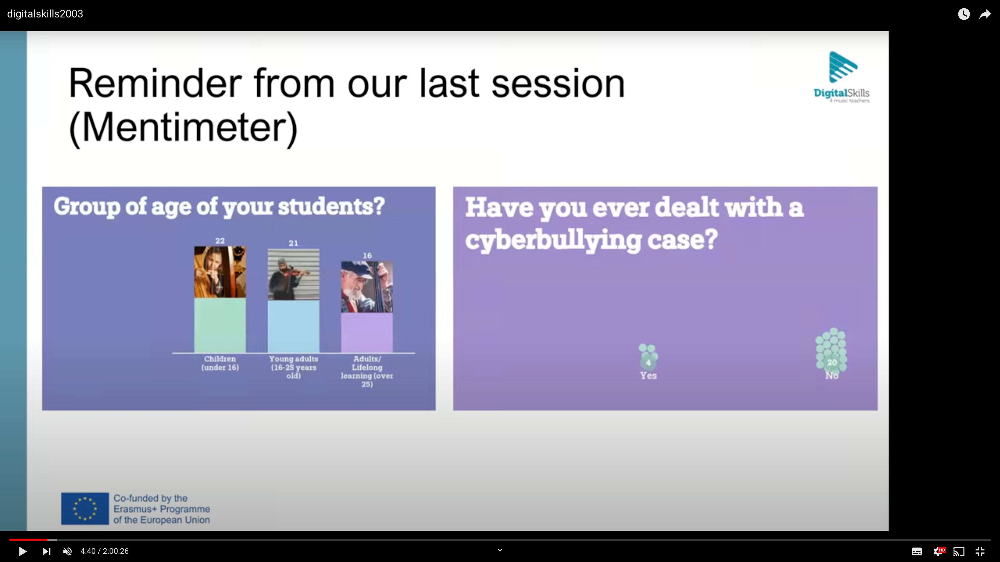 digitalskills2003
Reminder from our last session
(Mentimeter)
DigitalSkills
4 music teachers
Group of age of your students?
22
21
16
Children
(under 16)
Young adults
(16-25 years
old)
Adults/
Lifelong
learning (over
25)
Have you ever dealt with a
cyberbullying case?
4
Yes
20
No
Co-funded by the
Erasmus+ Programme
of the European Union
4:40 / 2:00:26
HD